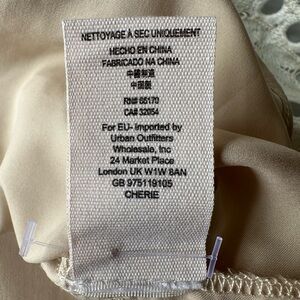 NETTOYAGE À SEC UNIQUEMENT
HECHO EN CHINA
FABRICADO NA CHINA
中國製造
中国制
RN# 66170
CA# 32054
For EU- imported by
Urban Outfitters
Wholesale, Inc
24 Market Place
London UK W1W 8AN
GB 975119105
CHERIE